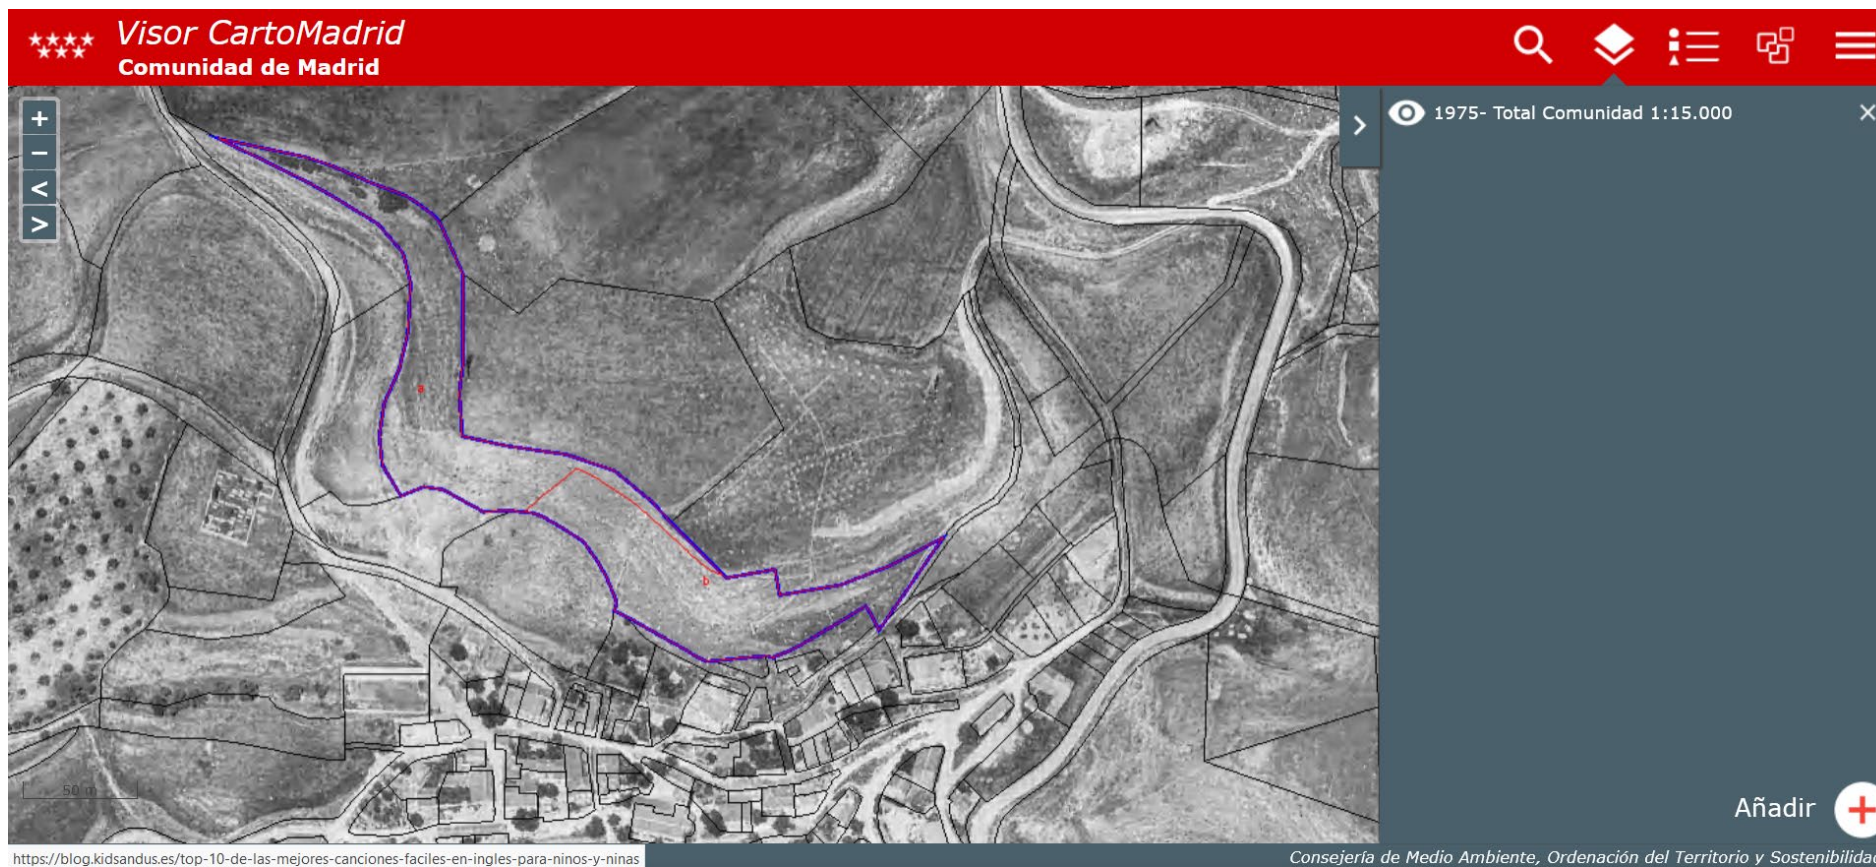 Visor CartoMadrid
Comunidad de Madrid
+
−
<
>
>
1975- Total Comunidad 1:15.000
×
a
b
50 m
Añadir
+
https://blog.kidsandus.es/top-10-de-las-mejores-canciones-faciles-en-ingles-para-ninos-y-ninas
Consejería de Medio Ambiente, Ordenación del Territorio y Sostenibilida